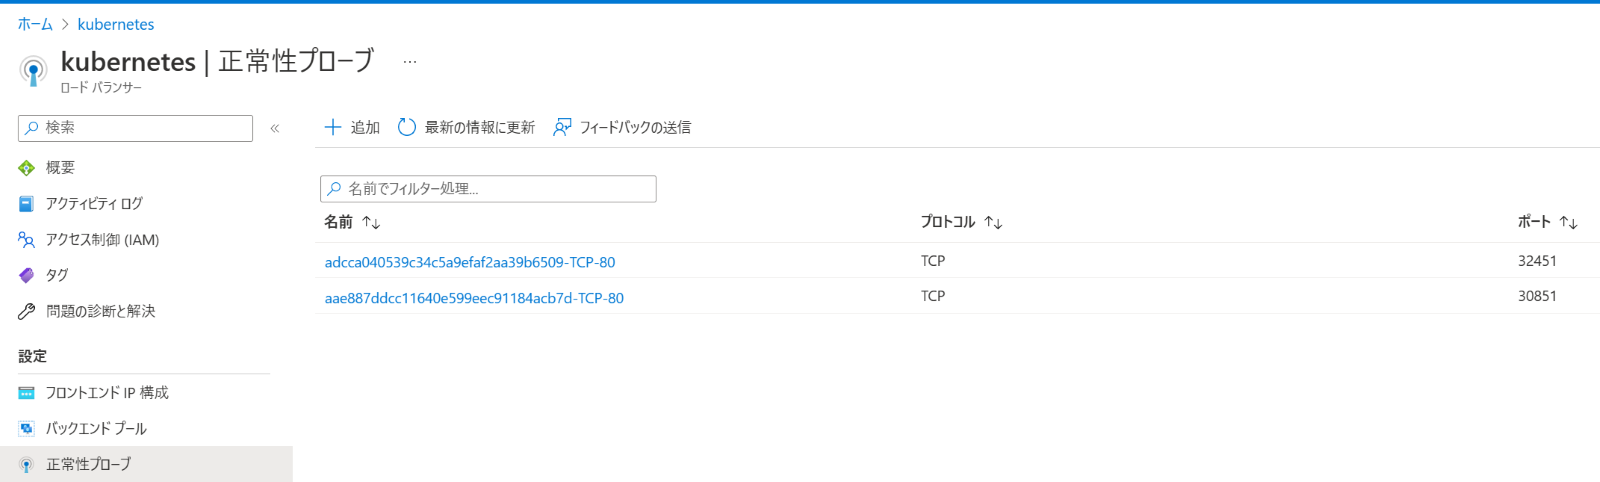 ホーム > kubernetes
kubernetes | 正常性プローブ ...
ロード バランサー
検索 «
追加 最新の情報に更新 フィードバックの送信
概要
アクティビティ ログ
アクセス制御 (IAM)
タグ
問題の診断と解決
設定
フロントエンド IP 構成
バックエンド プール
正常性プローブ
名前でフィルター処理...
名前 ↑↓ プロトコル ↑↓ ポート ↑↓
adcca040539c34c5a9efaf2aa39b6509-TCP-80 TCP 32451
aae887ddcc11640e599eec91184acb7d-TCP-80 TCP 30851